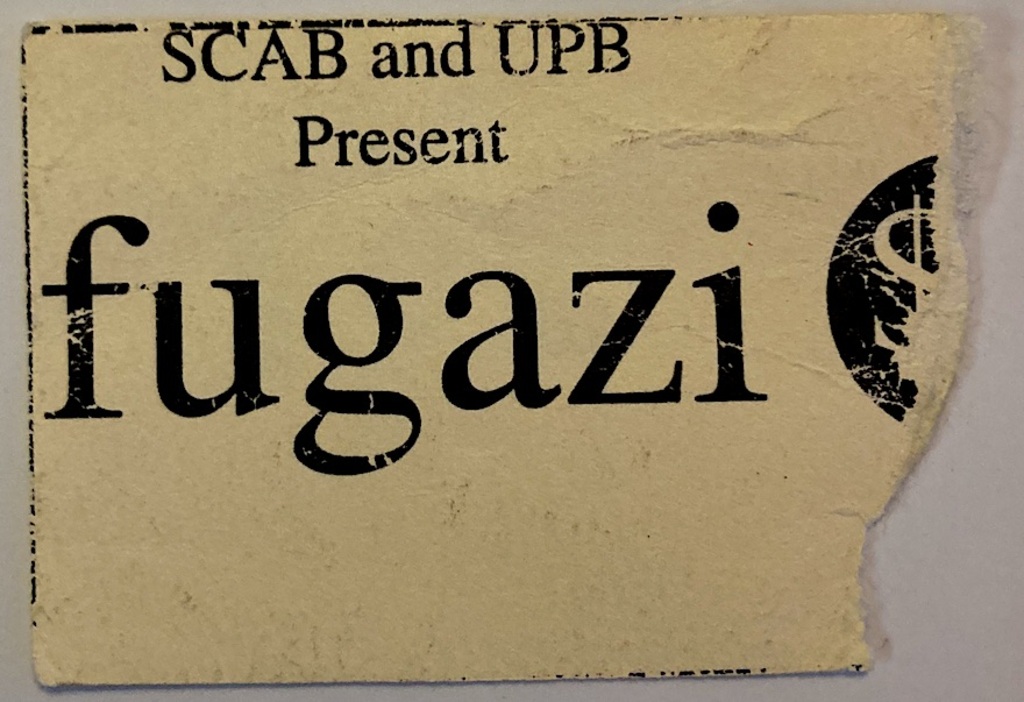 SCAB and UPB
Present
fugazi